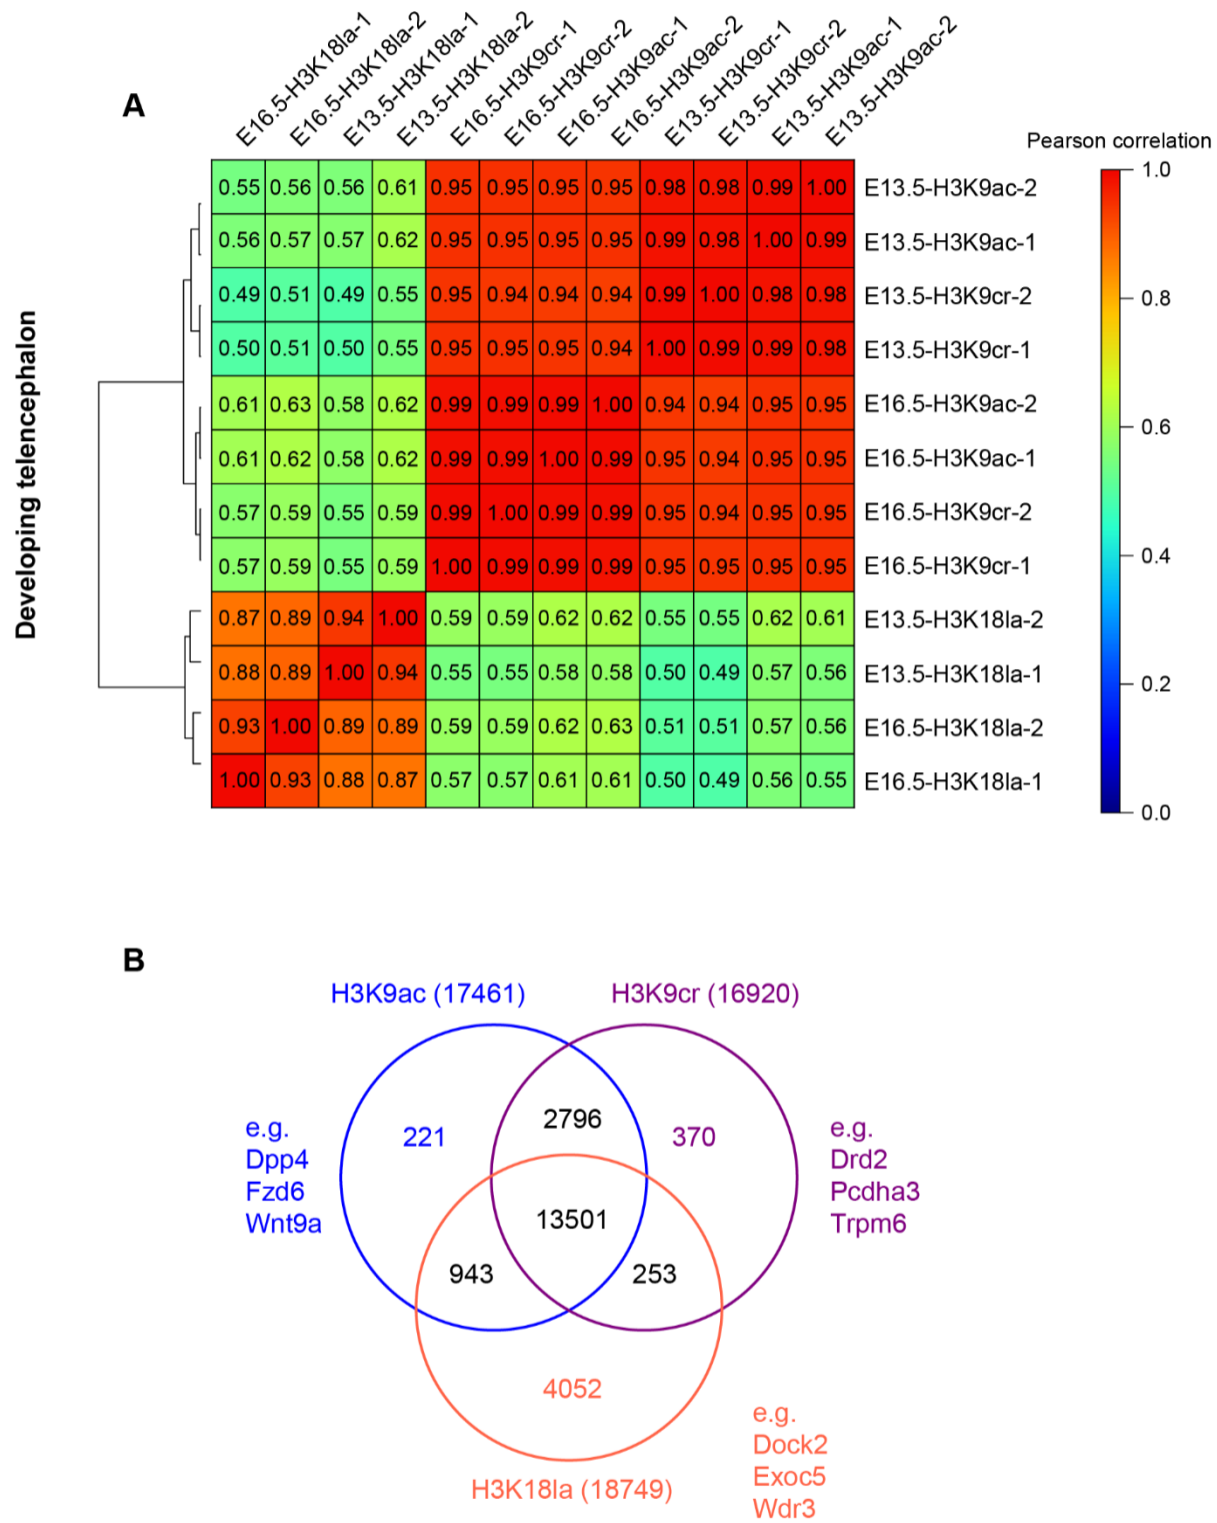 A
E16.5-H3K18la-1
E16.5-H3K18la-2
E13.5-H3K18la-1
E13.5-H3K18la-2
E16.5-H3K9cr-1
E16.5-H3K9cr-2
E16.5-H3K9ac-1
E16.5-H3K9ac-2
E13.5-H3K9cr-1
E13.5-H3K9cr-2
E13.5-H3K9ac-1
E13.5-H3K9ac-2
Developing telencephalon
0.55 0.56 0.56 0.61 0.95 0.95 0.95 0.95 0.98 0.98 0.99 1.00 E13.5-H3K9ac-2
0.56 0.57 0.57 0.62 0.95 0.95 0.95 0.95 0.99 0.98 1.00 0.99 E13.5-H3K9ac-1
0.49 0.51 0.49 0.55 0.95 0.94 0.94 0.94 0.99 1.00 0.98 0.98 E13.5-H3K9cr-2
0.50 0.51 0.50 0.55 0.95 0.95 0.95 0.94 1.00 0.99 0.99 0.98 E13.5-H3K9cr-1
0.61 0.63 0.58 0.62 0.99 0.99 0.99 1.00 0.94 0.94 0.95 0.95 E16.5-H3K9ac-2
0.61 0.62 0.58 0.62 0.99 0.99 1.00 0.99 0.95 0.94 0.95 0.95 E16.5-H3K9ac-1
0.57 0.59 0.55 0.59 0.99 1.00 0.99 0.99 0.95 0.94 0.95 0.95 E16.5-H3K9cr-2
0.57 0.59 0.55 0.59 1.00 0.99 0.99 0.99 0.95 0.95 0.95 0.95 E16.5-H3K9cr-1
0.87 0.89 0.94 1.00 0.59 0.59 0.62 0.62 0.55 0.55 0.62 0.61 E13.5-H3K18la-2
0.88 0.89 1.00 0.94 0.55 0.55 0.58 0.58 0.50 0.49 0.57 0.56 E13.5-H3K18la-1
0.93 1.00 0.89 0.89 0.59 0.59 0.62 0.63 0.51 0.51 0.57 0.56 E16.5-H3K18la-2
1.00 0.93 0.88 0.87 0.57 0.57 0.61 0.61 0.50 0.49 0.56 0.55 E16.5-H3K18la-1
Pearson correlation
1.0
0.8
0.6
0.4
0.2
0.0
B
H3K9ac (17461)
H3K9cr (16920)
e.g.
Dpp4
Fzd6
Wnt9a
221
2796
370
e.g.
Drd2
Pcdha3
Trpm6
13501
943
253
4052
H3K18la (18749)
e.g.
Dock2
Exoc5
Wdr3